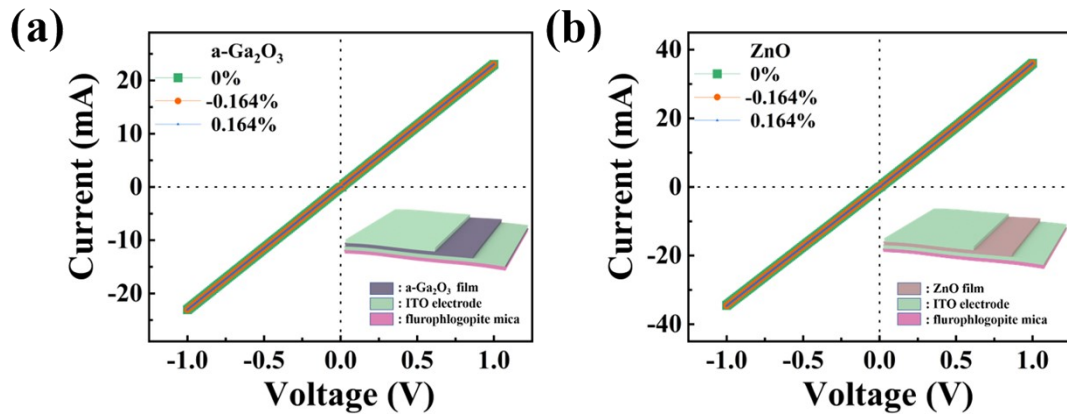 (a)
a-Ga₂O₃
0%
-0.164%
0.164%
Current (mA)
20
10
0
-10
-20
: a-Ga₂O₃ film
: ITO electrode
: flurophlogopite mica
-1.0 -0.5 0.0 0.5 1.0
Voltage (V)
(b)
ZnO
0%
-0.164%
0.164%
Current (mA)
40
20
0
-20
-40
: ZnO film
: ITO electrode
: flurophlogopite mica
-1.0 -0.5 0.0 0.5 1.0
Voltage (V)